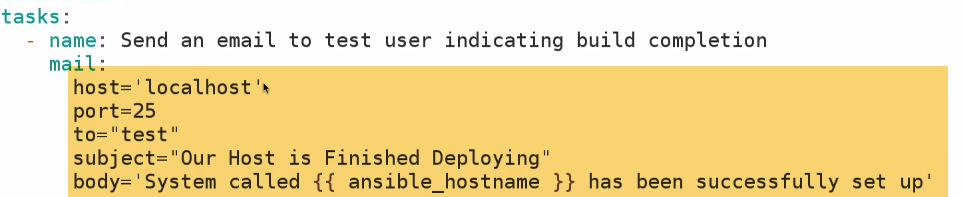 tasks:
  - name: Send an email to test user indicating build completion
    mail:
      host='localhost'
      port=25
      to="test"
      subject="Our Host is Finished Deploying"
      body='System called {{ ansible_hostname }} has been successfully set up'